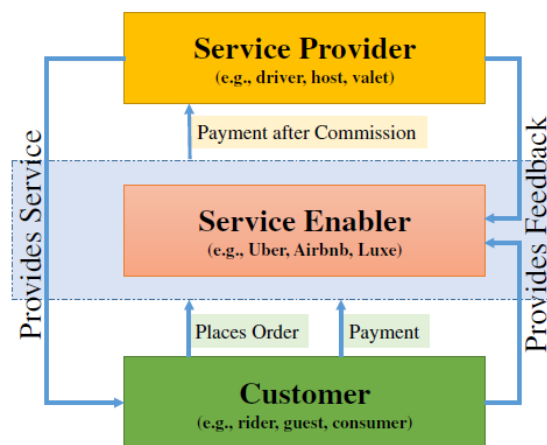 Service Provider
(e.g., driver, host, valet)
Payment after Commission
Provides Service
Service Enabler
(e.g., Uber, Airbnb, Luxe)
Provides Feedback
Places Order
Payment
Customer
(e.g., rider, guest, consumer)